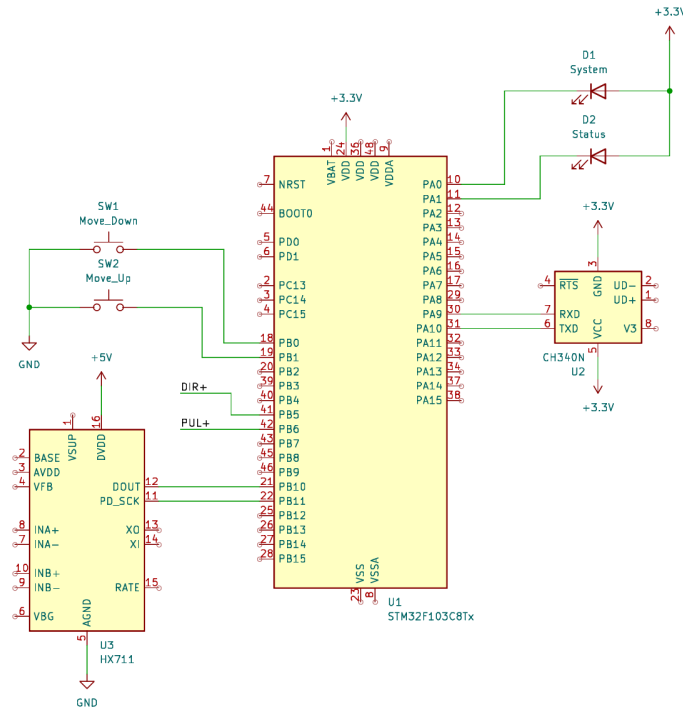 +3.3V
D1
System
D2
Status
+3.3V
1
24
36
48
9
VBAT
VDD
VDD
VDD
VDDA
7 NRST
44 BOOT0
5 PD0
6 PD1
2 PC13
3 PC14
4 PC15
18 PB0
19 PB1
20 PB2
39 PB3
40 PB4
41 PB5
42 PB6
43 PB7
45 PB8
46 PB9
21 PB10
22 PB11
25 PB12
26 PB13
27 PB14
28 PB15
PA0 10
PA1 11
PA2 12
PA3 13
PA4 14
PA5 15
PA6 16
PA7 17
PA8 29
PA9 30
PA10 31
PA11 32
PA12 33
PA13 34
PA14 37
PA15 38
VSS
VSSA
23
8
U1
STM32F103C8Tx
SW1
Move_Down
SW2
Move_Up
GND
+3.3V
3
4 RTS
GND
UD- 2
UD+ 1
7 RXD
6 TXD
VCC
V3 8
5
CH340N
U2
+3.3V
DIR+
PUL+
+5V
1
16
VSUP
DVDD
2 BASE
3 AVDD
4 VFB
8 INA+
7 INA-
10 INB+
9 INB-
6 VBG
DOUT 12
PD_SCK 11
XO 13
XI 14
RATE 15
AGND
5
U3
HX711
GND